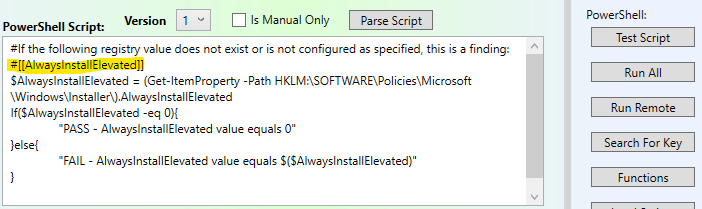 PowerShell Script:
Version
1
Is Manual Only
Parse Script
#If the following registry value does not exist or is not configured as specified, this is a finding:
#[[AlwaysInstallElevated]]
$AlwaysInstallElevated = (Get-ItemProperty -Path HKLM:\SOFTWARE\Policies\Microsoft
\Windows\Installer\).AlwaysInstallElevated
If($AlwaysInstallElevated -eq 0){
"PASS - AlwaysInstallElevated value equals 0"
}else{
"FAIL - AlwaysInstallElevated value equals $($AlwaysInstallElevated)"
}
PowerShell:
Test Script
Run All
Run Remote
Search For Key
Functions